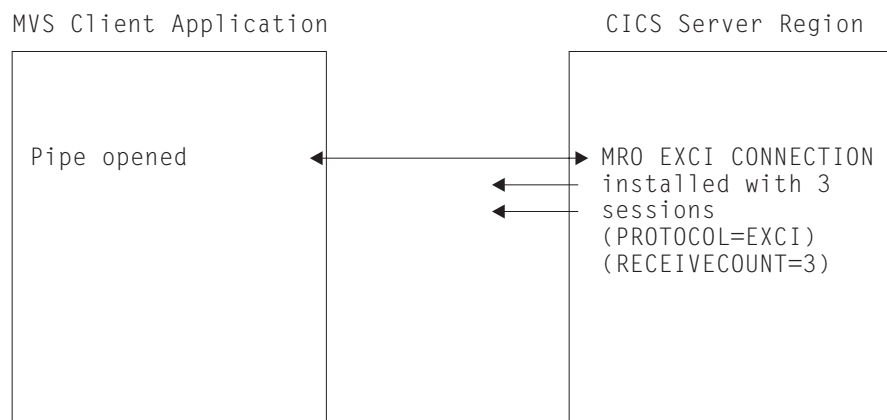 MVS Client Application
CICS Server Region
Pipe opened
MRO EXCI CONNECTION
installed with 3
sessions
(PROTOCOL=EXCI)
(RECEIVECOUNT=3)